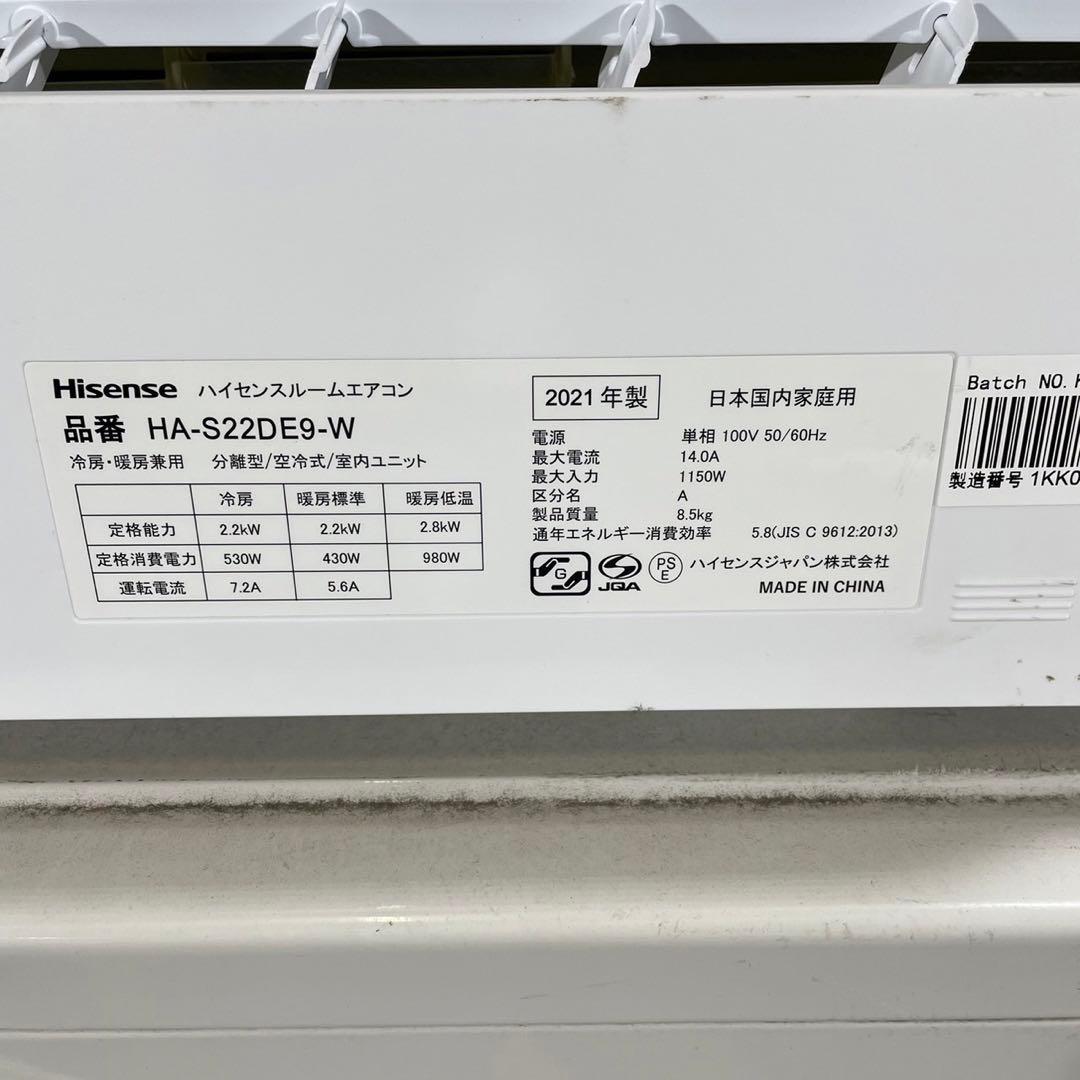 Hisense ハイセンスルームエアコン
品番 HA-S22DE9-W
冷房・暖房兼用 分離型/空冷式/室内ユニット
冷房 暖房標準 暖房低温
定格能力 2.2kW 2.2kW 2.8kW
定格消費電力 530W 430W 980W
運転電流 7.2A 5.6A
2021年製 日本国内家庭用
電源 単相 100V 50/60Hz
最大電流 14.0A
最大入力 1150W
区分名 A
製品質量 8.5kg
通年エネルギー消費効率 5.8(JIS C 9612:2013)
G JQA PS E ハイセンスジャパン株式会社
MADE IN CHINA
Batch NO.
製造番号 1KK0